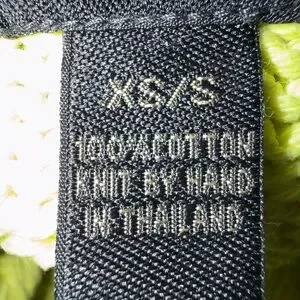 XS/S
100%COTTON
KNIT BY HAND
IN THAILAND